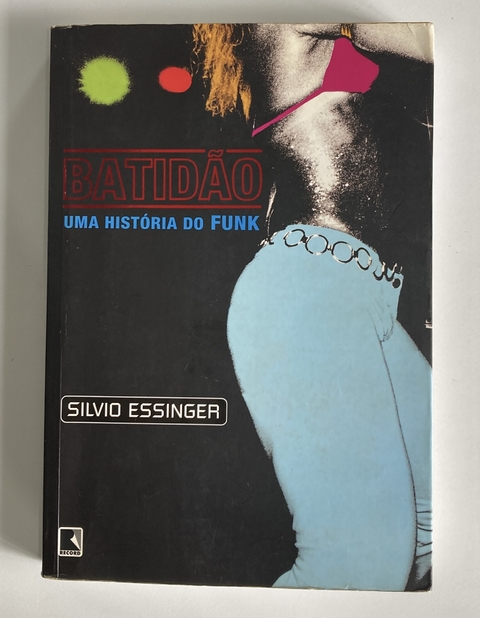 BATIDÃO
UMA HISTÓRIA DO FUNK
SILVIO ESSINGER
RECORD